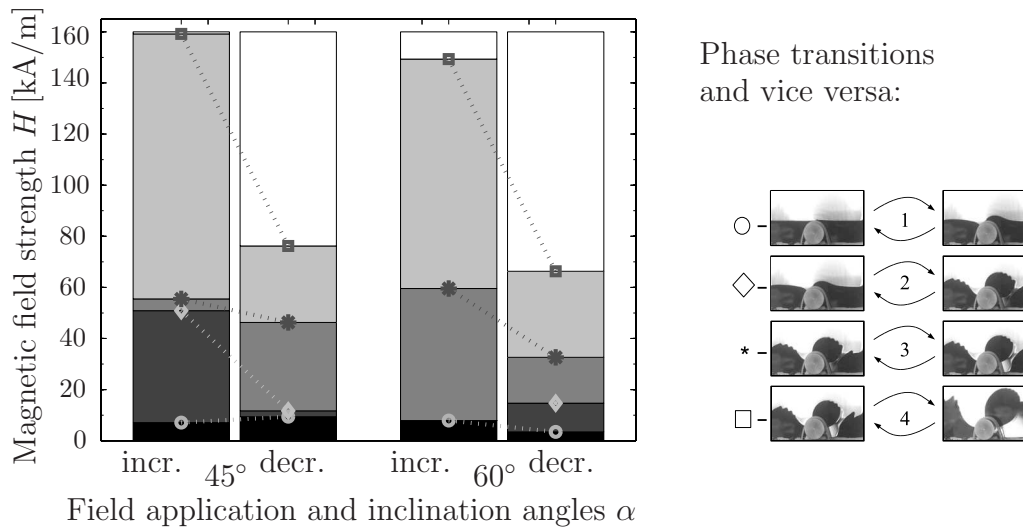 Magnetic field strength H [kA/m]
160
140
120
100
80
60
40
20
0
incr.
45°
decr.
incr.
60°
decr.
Field application and inclination angles α
Phase transitions
and vice versa:
1
2
* 3
4